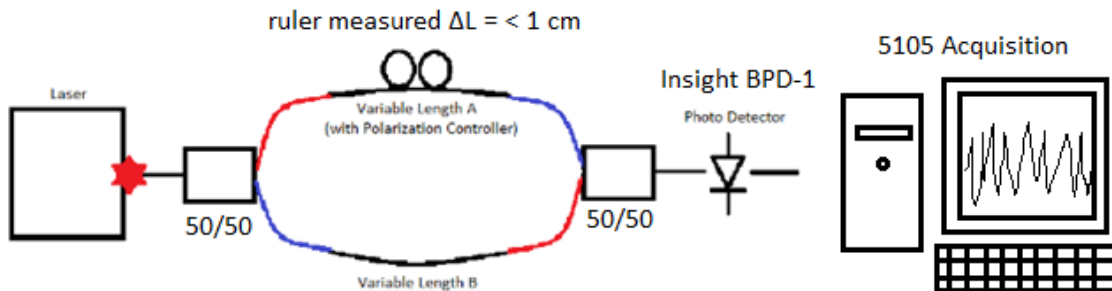 ruler measured ΔL = < 1 cm
5105 Acquisition
Insight BPD-1
Laser
Photo Detector
Variable Length A
(with Polarization Controller)
50/50
50/50
Variable Length B